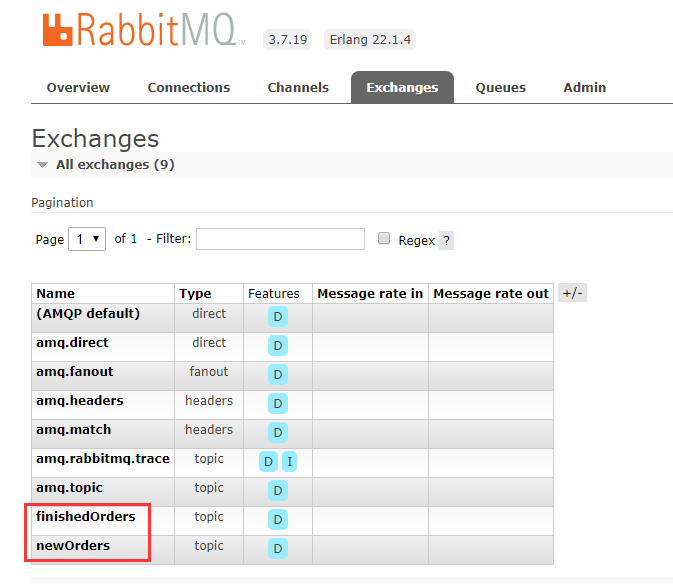 RabbitMQ TM 3.7.19 Erlang 22.1.4
Overview Connections Channels Exchanges Queues Admin
Exchanges
All exchanges (9)
Pagination
Page 1 of 1 - Filter: Regex ?
Name Type Features Message rate in Message rate out +/-
(AMQP default) direct D
amq.direct direct D
amq.fanout fanout D
amq.headers headers D
amq.match headers D
amq.rabbitmq.trace topic D I
amq.topic topic D
finishedOrders topic D
newOrders topic D